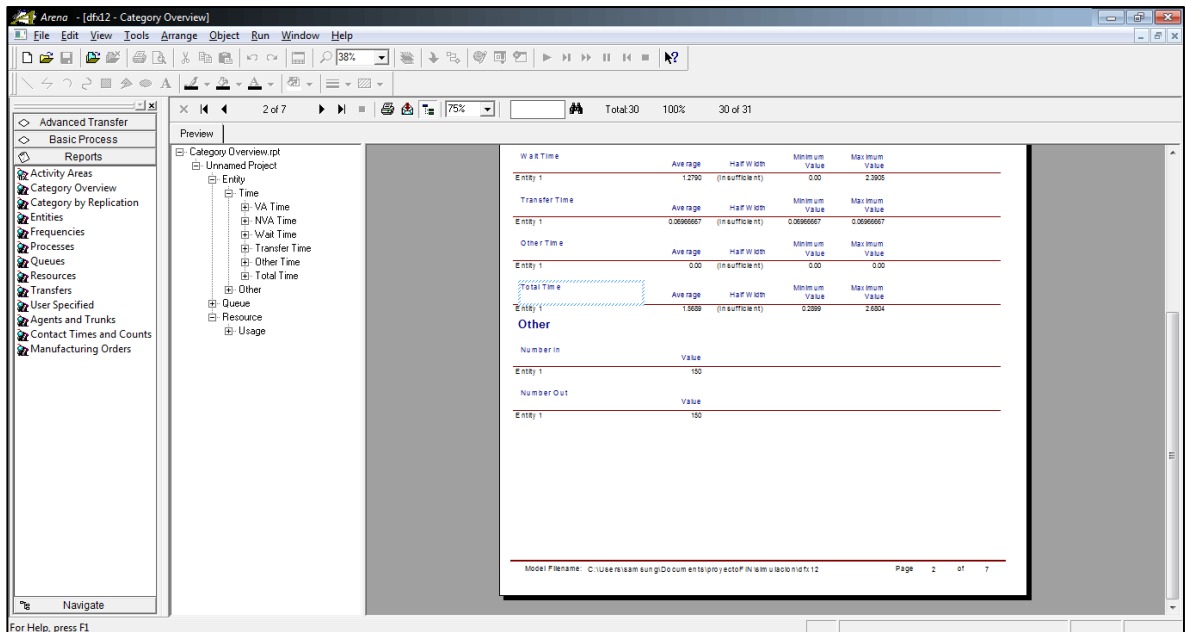 Arena - [dfx12 - Category Overview]
File Edit View Tools Arrange Object Run Window Help
38%
2 of 7 75% Total:30 100% 30 of 31
Advanced Transfer
Basic Process
Reports
Activity Areas
Category Overview
Category by Replication
Entities
Frequencies
Processes
Queues
Resources
Transfers
User Specified
Agents and Trunks
Contact Times and Counts
Manufacturing Orders
Navigate
Preview
Category Overview.rpt
Unnamed Project
Entity
Time
VA Time
NVA Time
Wait Time
Transfer Time
Other Time
Total Time
Other
Queue
Resource
Usage
Wait Time
Average Half Width Minimum Value Maximum Value
Entity 1 1.2790 (Insufficient) 0.00 2.3905
Transfer Time
Average Half Width Minimum Value Maximum Value
Entity 1 0.06966667 (Insufficient) 0.06966667 0.06966667
Other Time
Average Half Width Minimum Value Maximum Value
Entity 1 0.00 (Insufficient) 0.00 0.00
Total Time
Average Half Width Minimum Value Maximum Value
Entity 1 1.5689 (Insufficient) 0.2899 2.6804
Other
Number In
Value
Entity 1 150
Number Out
Value
Entity 1 150
Model Filename: C:\Users\samsung\Documents\proyectoFIN\simulacion\dfx12 Page 2 of 7
For Help, press F1